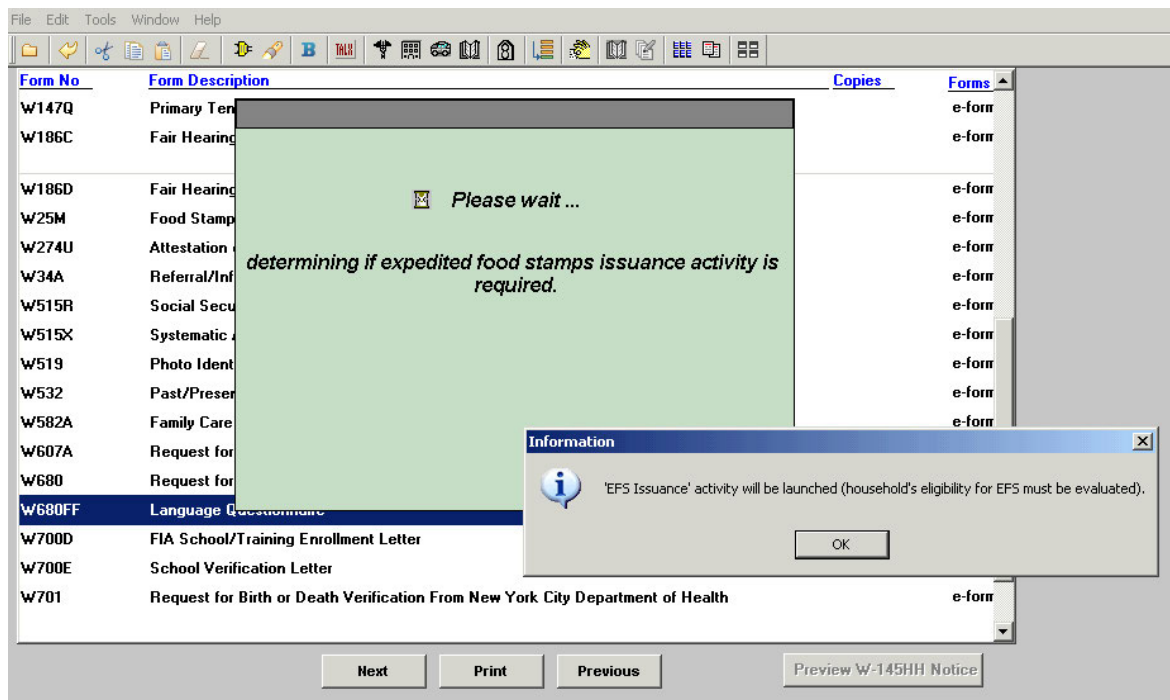 File Edit Tools Window Help
B TALX
Form No Form Description Copies Forms
W147Q Primary Ten e-form
W186C Fair Hearing e-form
W186D Fair Hearing e-form
W25M Food Stamp e-form
W274U Attestation e-form
W34A Referral/Inf e-form
W515R Social Secu e-form
W515X Systematic e-form
W519 Photo Ident e-form
W532 Past/Presen e-form
W582A Family Care e-form
W607A Request for
W680 Request for
W680FF Language Questionnaire
W700D FIA School/Training Enrollment Letter
W700E School Verification Letter
W701 Request for Birth or Death Verification From New York City Department of Health e-form
Please wait ...
determining if expedited food stamps issuance activity is
required.
Information
'EFS Issuance' activity will be launched (household's eligibility for EFS must be evaluated).
OK
Next Print Previous Preview W-145HH Notice